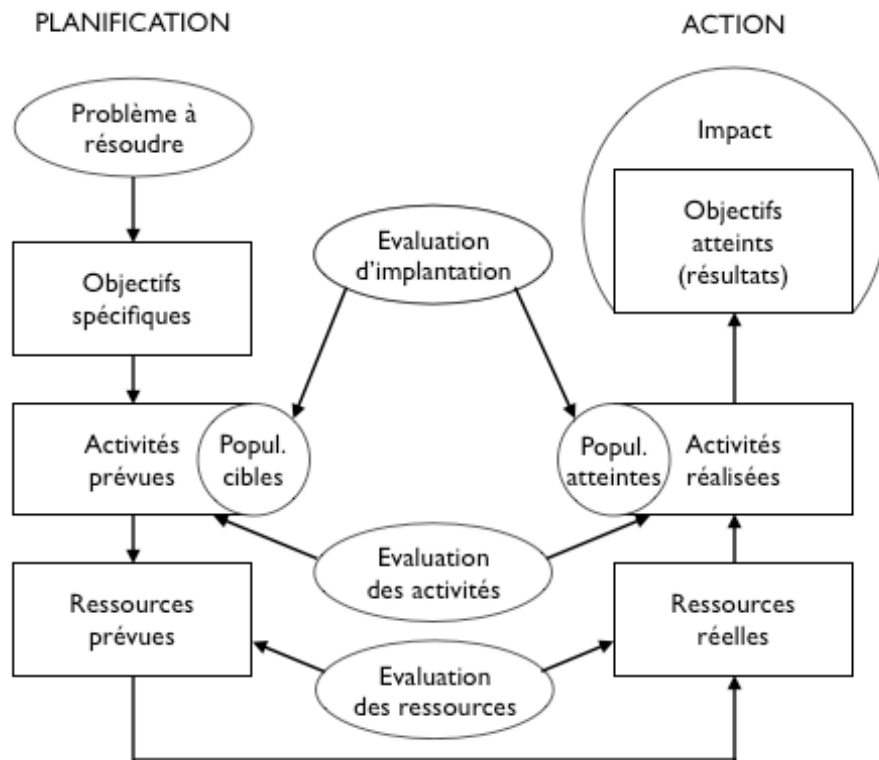 PLANIFICATION
ACTION
Problème à
résoudre
Impact
Objectifs
atteints
(résultats)
Evaluation
d'implantation
Objectifs
spécifiques
Activités
prévues
Popul.
cibles
Popul.
atteintes
Activités
réalisées
Evaluation
des activités
Ressources
prévues
Ressources
réelles
Evaluation
des ressources